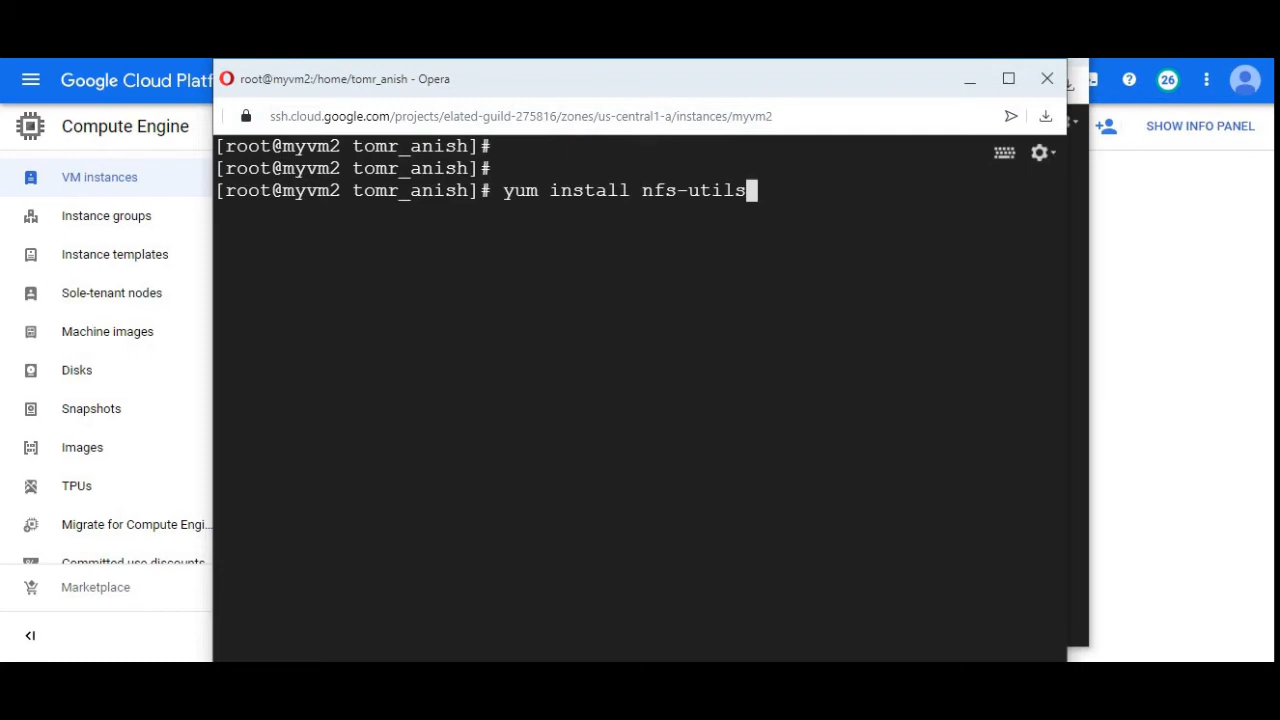 root@myvm2:/home/tomr_anish - Opera
Google Cloud Platf
26
ssh.cloud.google.com/projects/elated-guild-275816/zones/us-central1-a/instances/myvm2
Compute Engine
SHOW INFO PANEL
[root@myvm2 tomr_anish]#
[root@myvm2 tomr_anish]#
[root@myvm2 tomr_anish]# yum install nfs-utils
VM instances
Instance groups
Instance templates
Sole-tenant nodes
Machine images
Disks
Snapshots
Images
TPUs
Migrate for Compute Engi...
Committed use discounts
Marketplace